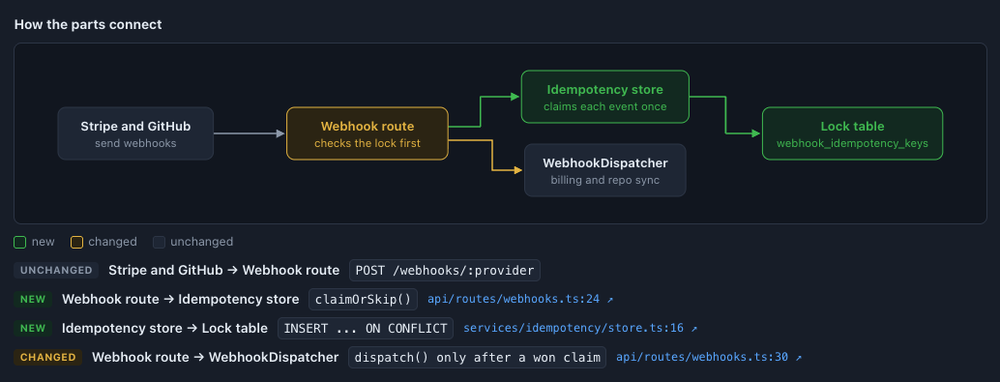 How the parts connect
Stripe and GitHub
send webhooks
Webhook route
checks the lock first
Idempotency store
claims each event once
WebhookDispatcher
billing and repo sync
Lock table
webhook_idempotency_keys
new changed unchanged
UNCHANGED Stripe and GitHub → Webhook route POST /webhooks/:provider
NEW Webhook route → Idempotency store claimOrSkip() api/routes/webhooks.ts:24 ↗
NEW Idempotency store → Lock table INSERT ... ON CONFLICT services/idempotency/store.ts:16 ↗
CHANGED Webhook route → WebhookDispatcher dispatch() only after a won claim api/routes/webhooks.ts:30 ↗